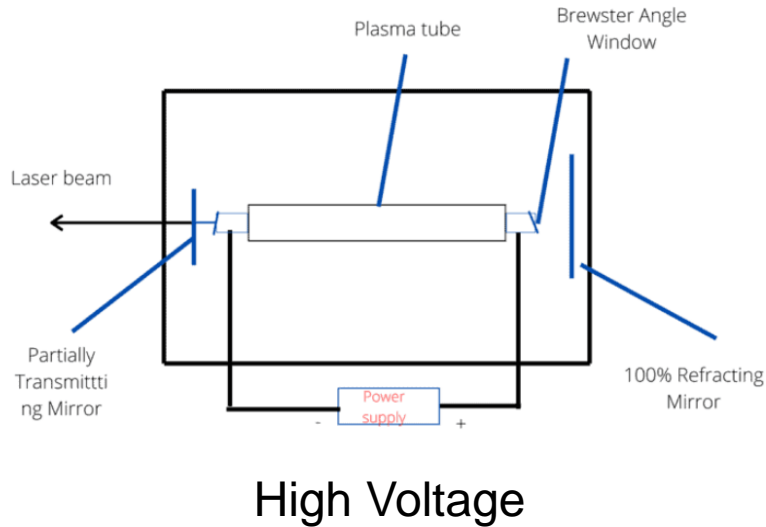 Brewster Angle
Window
Plasma tube
Laser beam
Partially
Transmittti
ng Mirror
100% Refracting
Mirror
Power
supply
-
+
High Voltage